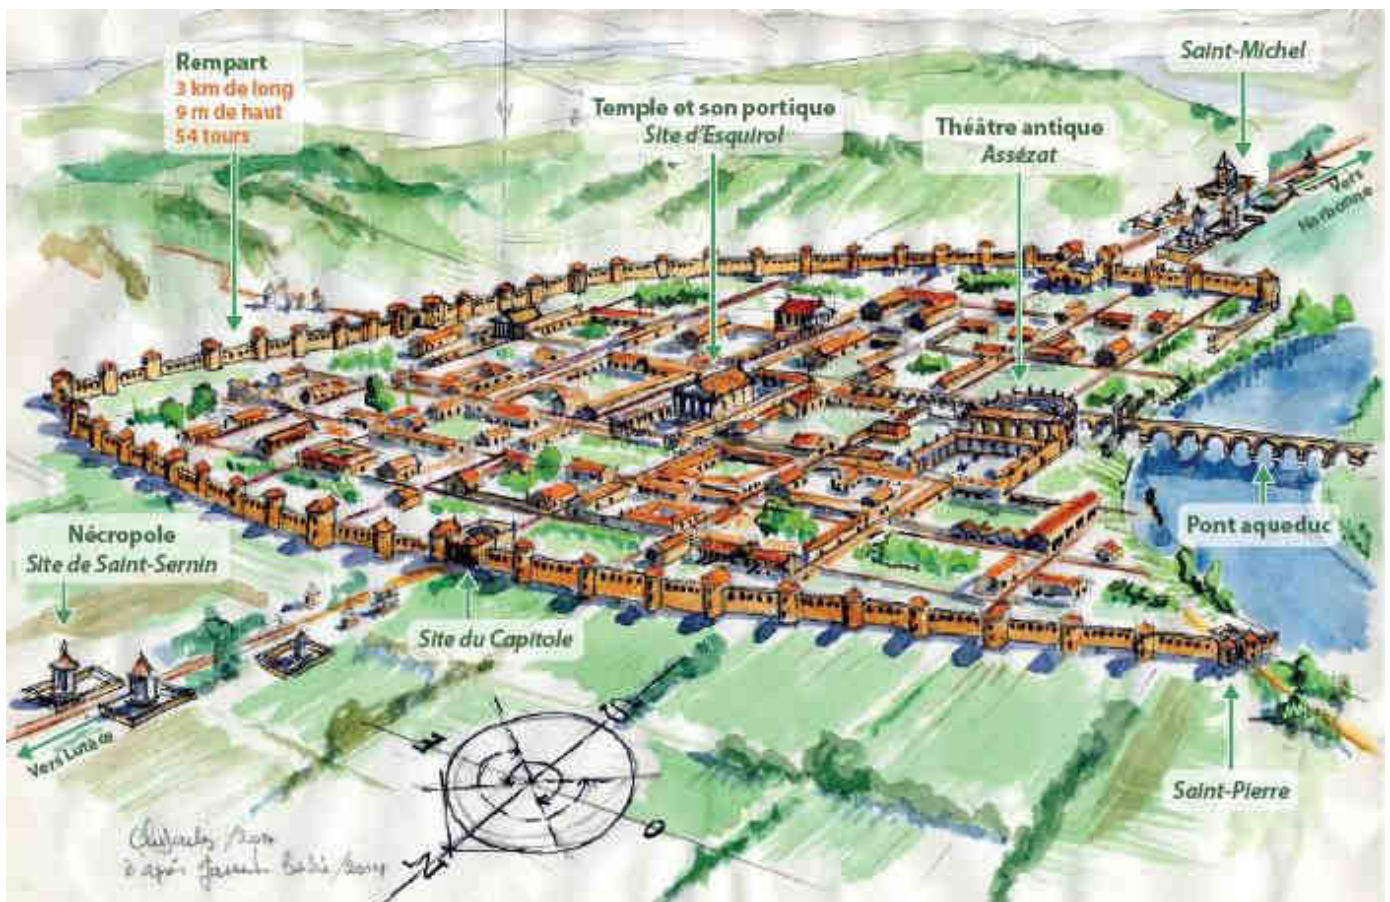 Rempart
3 km de long
9 m de haut
54 tours
Temple et son portique
Site d'Esquirol
Théâtre antique
Assézat
Saint-Michel
Vers
Narbonne
Nécropole
Site de Saint-Sernin
Site du Capitole
Pont aqueduc
Saint-Pierre
Vers Lutèce
E
S
N
O
d'après